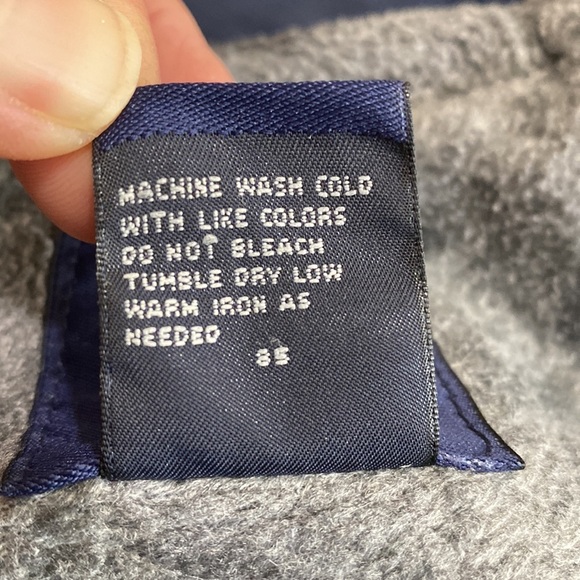 MACHINE WASH COLD
WITH LIKE COLORS
DO NOT BLEACH
TUMBLE DRY LOW
WARM IRON AS
NEEDED
85